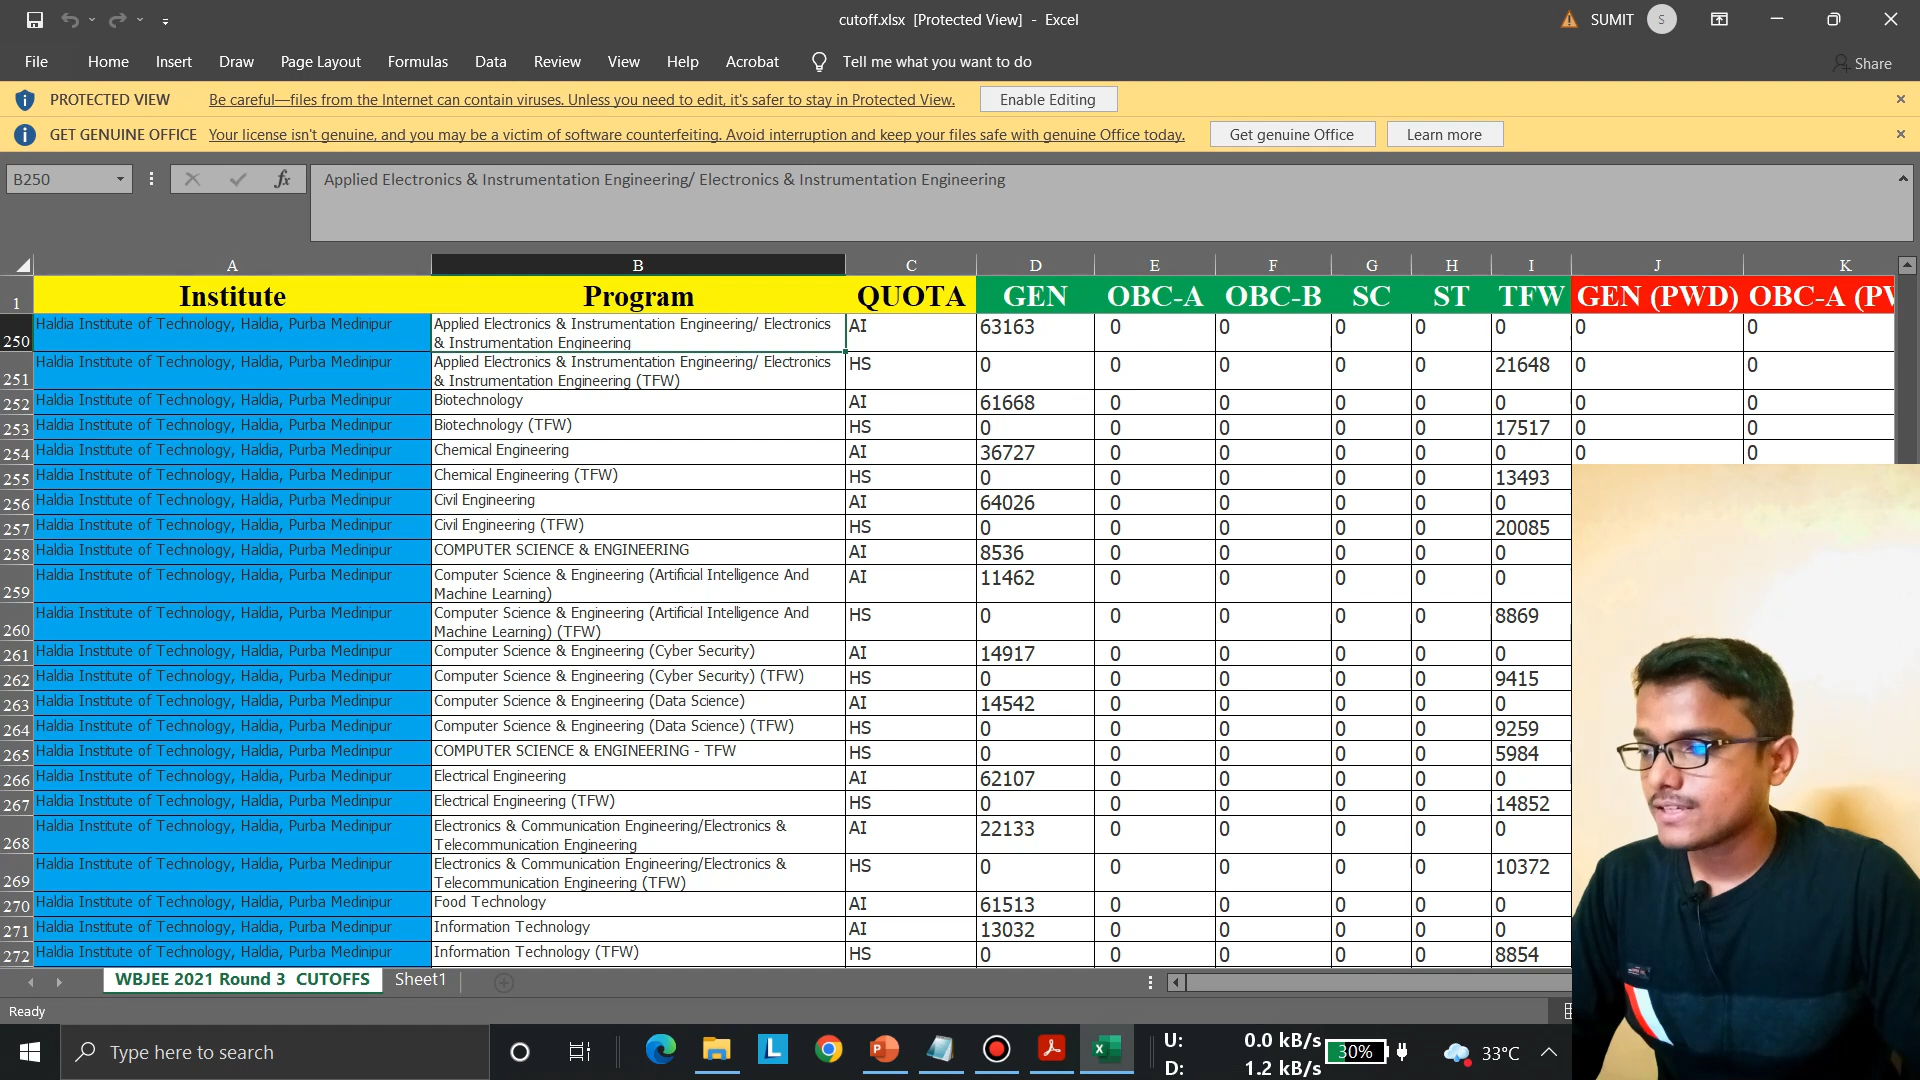 cutoff.xlsx [Protected View] - Excel
SUMIT S
File Home Insert Draw Page Layout Formulas Data Review View Help Acrobat Tell me what you want to do Share
PROTECTED VIEW Be careful—files from the Internet can contain viruses. Unless you need to edit, it's safer to stay in Protected View. Enable Editing
GET GENUINE OFFICE Your license isn't genuine, and you may be a victim of software counterfeiting. Avoid interruption and keep your files safe with genuine Office today. Get genuine Office Learn more
B250 fx Applied Electronics & Instrumentation Engineering/ Electronics & Instrumentation Engineering
A B C D E F G H I J K
1 Institute Program QUOTA GEN OBC-A OBC-B SC ST TFW GEN (PWD) OBC-A (PW
250 Haldia Institute of Technology, Haldia, Purba Medinipur Applied Electronics & Instrumentation Engineering/ Electronics AI 63163 0 0 0 0 0 0 0
& Instrumentation Engineering
251 Haldia Institute of Technology, Haldia, Purba Medinipur Applied Electronics & Instrumentation Engineering/ Electronics HS 0 0 0 0 0 21648 0 0
& Instrumentation Engineering (TFW)
252 Haldia Institute of Technology, Haldia, Purba Medinipur Biotechnology AI 61668 0 0 0 0 0 0 0
253 Haldia Institute of Technology, Haldia, Purba Medinipur Biotechnology (TFW) HS 0 0 0 0 0 17517 0 0
254 Haldia Institute of Technology, Haldia, Purba Medinipur Chemical Engineering AI 36727 0 0 0 0 0 0 0
255 Haldia Institute of Technology, Haldia, Purba Medinipur Chemical Engineering (TFW) HS 0 0 0 0 0 13493
256 Haldia Institute of Technology, Haldia, Purba Medinipur Civil Engineering AI 64026 0 0 0 0 0
257 Haldia Institute of Technology, Haldia, Purba Medinipur Civil Engineering (TFW) HS 0 0 0 0 0 20085
258 Haldia Institute of Technology, Haldia, Purba Medinipur COMPUTER SCIENCE & ENGINEERING AI 8536 0 0 0 0 0
259 Haldia Institute of Technology, Haldia, Purba Medinipur Computer Science & Engineering (Artificial Intelligence And AI 11462 0 0 0 0 0
Machine Learning)
260 Haldia Institute of Technology, Haldia, Purba Medinipur Computer Science & Engineering (Artificial Intelligence And HS 0 0 0 0 0 8869
Machine Learning) (TFW)
261 Haldia Institute of Technology, Haldia, Purba Medinipur Computer Science & Engineering (Cyber Security) AI 14917 0 0 0 0 0
262 Haldia Institute of Technology, Haldia, Purba Medinipur Computer Science & Engineering (Cyber Security) (TFW) HS 0 0 0 0 0 9415
263 Haldia Institute of Technology, Haldia, Purba Medinipur Computer Science & Engineering (Data Science) AI 14542 0 0 0 0 0
264 Haldia Institute of Technology, Haldia, Purba Medinipur Computer Science & Engineering (Data Science) (TFW) HS 0 0 0 0 0 9259
265 Haldia Institute of Technology, Haldia, Purba Medinipur COMPUTER SCIENCE & ENGINEERING - TFW HS 0 0 0 0 0 5984
266 Haldia Institute of Technology, Haldia, Purba Medinipur Electrical Engineering AI 62107 0 0 0 0 0
267 Haldia Institute of Technology, Haldia, Purba Medinipur Electrical Engineering (TFW) HS 0 0 0 0 0 14852
268 Haldia Institute of Technology, Haldia, Purba Medinipur Electronics & Communication Engineering/Electronics & AI 22133 0 0 0 0 0
Telecommunication Engineering
269 Haldia Institute of Technology, Haldia, Purba Medinipur Electronics & Communication Engineering/Electronics & HS 0 0 0 0 0 10372
Telecommunication Engineering (TFW)
270 Haldia Institute of Technology, Haldia, Purba Medinipur Food Technology AI 61513 0 0 0 0 0
271 Haldia Institute of Technology, Haldia, Purba Medinipur Information Technology AI 13032 0 0 0 0 0
272 Haldia Institute of Technology, Haldia, Purba Medinipur Information Technology (TFW) HS 0 0 0 0 0 8854
WBJEE 2021 Round 3 CUTOFFS Sheet1
Ready
Type here to search
U: 0.0 kB/s
D: 1.2 kB/s
30%
33°C